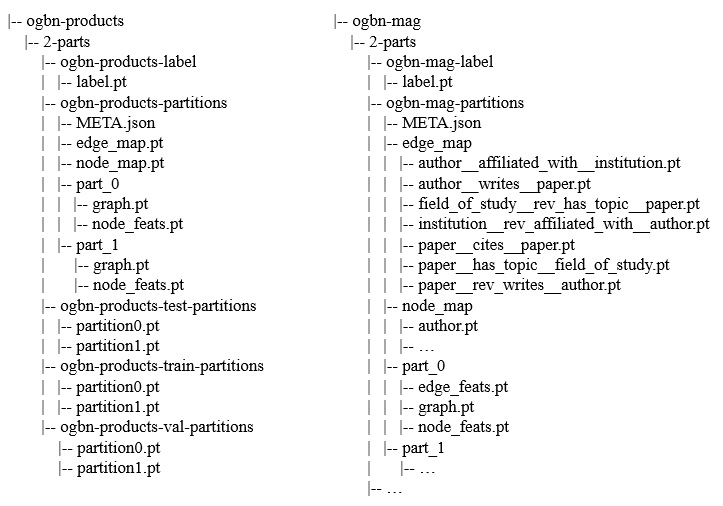 |-- ogbn-products
|-- 2-parts
|-- ogbn-products-label
| |-- label.pt
|-- ogbn-products-partitions
| |-- META.json
| |-- edge_map.pt
| |-- node_map.pt
| |-- part_0
| | |-- graph.pt
| | |-- node_feats.pt
| |-- part_1
| |-- graph.pt
| |-- node_feats.pt
|-- ogbn-products-test-partitions
| |-- partition0.pt
| |-- partition1.pt
|-- ogbn-products-train-partitions
| |-- partition0.pt
| |-- partition1.pt
|-- ogbn-products-val-partitions
|-- partition0.pt
|-- partition1.pt
|-- ogbn-mag
|-- 2-parts
|-- ogbn-mag-label
| |-- label.pt
|-- ogbn-mag-partitions
| |-- META.json
| |-- edge_map
| | |-- author__affiliated_with__institution.pt
| | |-- author__writes__paper.pt
| | |-- field_of_study__rev_has_topic__paper.pt
| | |-- institution__rev_affiliated_with__author.pt
| | |-- paper__cites__paper.pt
| | |-- paper__has_topic__field_of_study.pt
| | |-- paper__rev_writes__author.pt
| |-- node_map
| | |-- author.pt
| | |-- …
| |-- part_0
| | |-- edge_feats.pt
| | |-- graph.pt
| | |-- node_feats.pt
| |-- part_1
| |-- …
|-- …